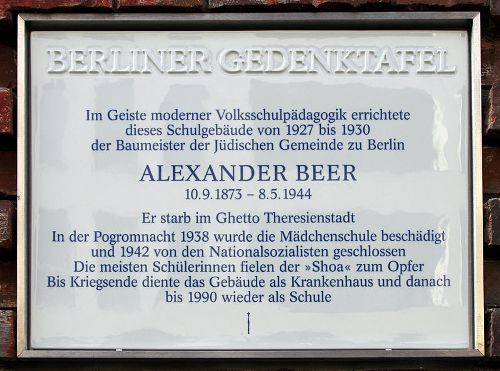 BERLINER GEDENKTAFEL
Im Geiste moderner Volksschulpädagogik errichtete
dieses Schulgebäude von 1927 bis 1930
der Baumeister der Jüdischen Gemeinde zu Berlin
ALEXANDER BEER
10.9.1873 – 8.5.1944
Er starb im Ghetto Theresienstadt
In der Pogromnacht 1938 wurde die Mädchenschule beschädigt
und 1942 von den Nationalsozialisten geschlossen
Die meisten Schülerinnen fielen der »Shoa« zum Opfer
Bis Kriegsende diente das Gebäude als Krankenhaus und danach
bis 1990 wieder als Schule